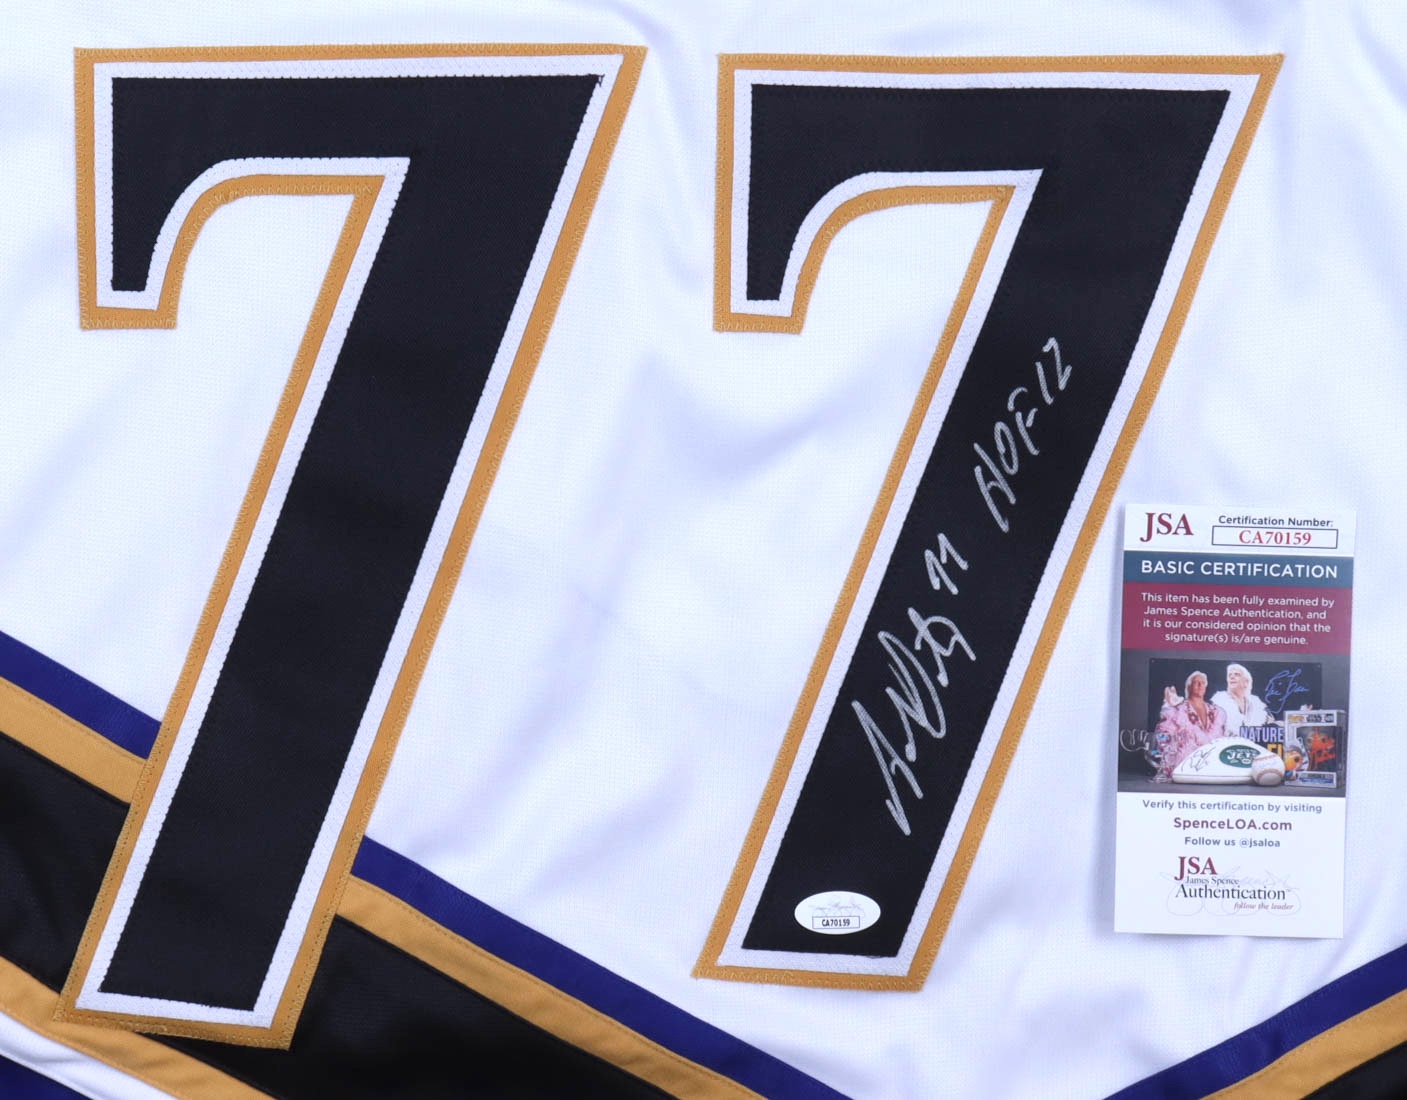 77
77 HOF 12
CA70159
JSA
Certification Number:
CA70159
BASIC CERTIFICATION
This item has been fully examined by
James Spence Authentication, and
it is our considered opinion that the
signature(s) is/are genuine.
NATURE
JETS
Verify this certification by visiting
SpenceLOA.com
Follow us @jsaloa
JSA
James Spence
Authentication
follow the leader